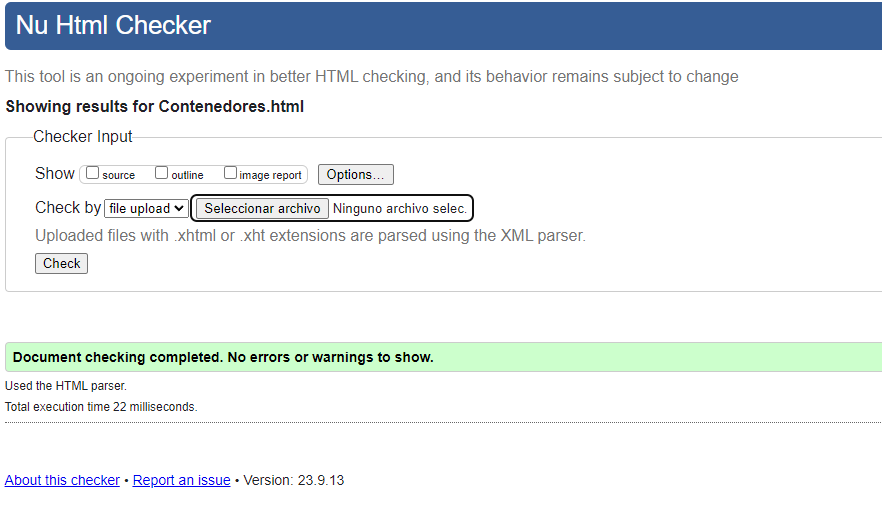 Nu Html Checker
This tool is an ongoing experiment in better HTML checking, and its behavior remains subject to change
Showing results for Contenedores.html
Checker Input
Show source outline image report Options...
Check by file upload Seleccionar archivo Ninguno archivo selec.
Uploaded files with .xhtml or .xht extensions are parsed using the XML parser.
Check
Document checking completed. No errors or warnings to show.
Used the HTML parser.
Total execution time 22 milliseconds.
About this checker • Report an issue • Version: 23.9.13